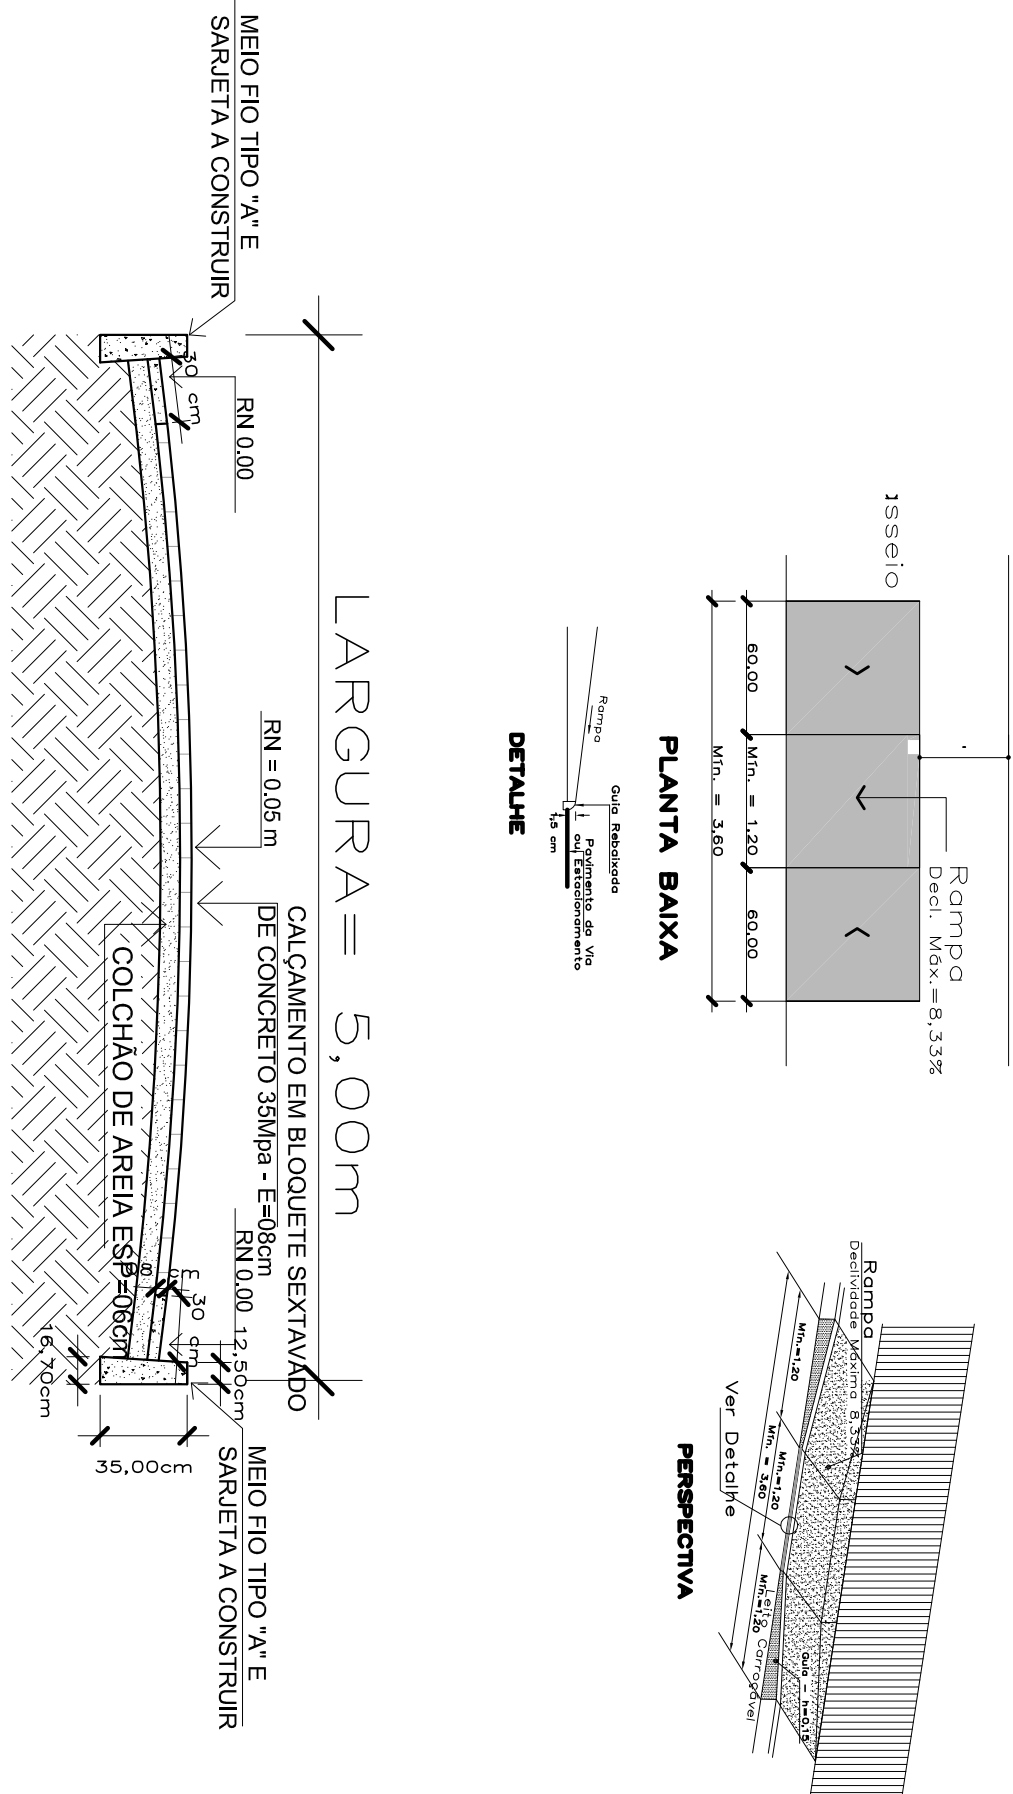 MEIO FIO TIPO "A" E
SARJETA A CONSTRUIR
30 cm
RN 0.00
LARGURA= 5,00m
RN = 0.05 m
CALÇAMENTO EM BLOQUETE SEXTAVADO
DE CONCRETO 35Mpa - E=08cm
COLCHÃO DE AREIA ESP=06cm
RN 0.00
cm
30 cm
12,50cm
16,70cm
35,00cm
MEIO FIO TIPO "A" E
SARJETA A CONSTRUIR
sseio
60,00
Mín. = 1,20
60,00
Mín. = 3,60
Rampa
Decl. Máx.=8,33%
PLANTA BAIXA
Rampa
Guia Rebaixada
Pavimento da Via
ou Estacionamento
1,5 cm
DETALHE
Rampa
Declividade Máxima 8,33%
Mín.=1,20
Mín.=1,20
Mín. = 3,60
Mín.=1,20
Leito Carroçável
Guia - h=0,15
Ver Detalhe
PERSPECTIVA